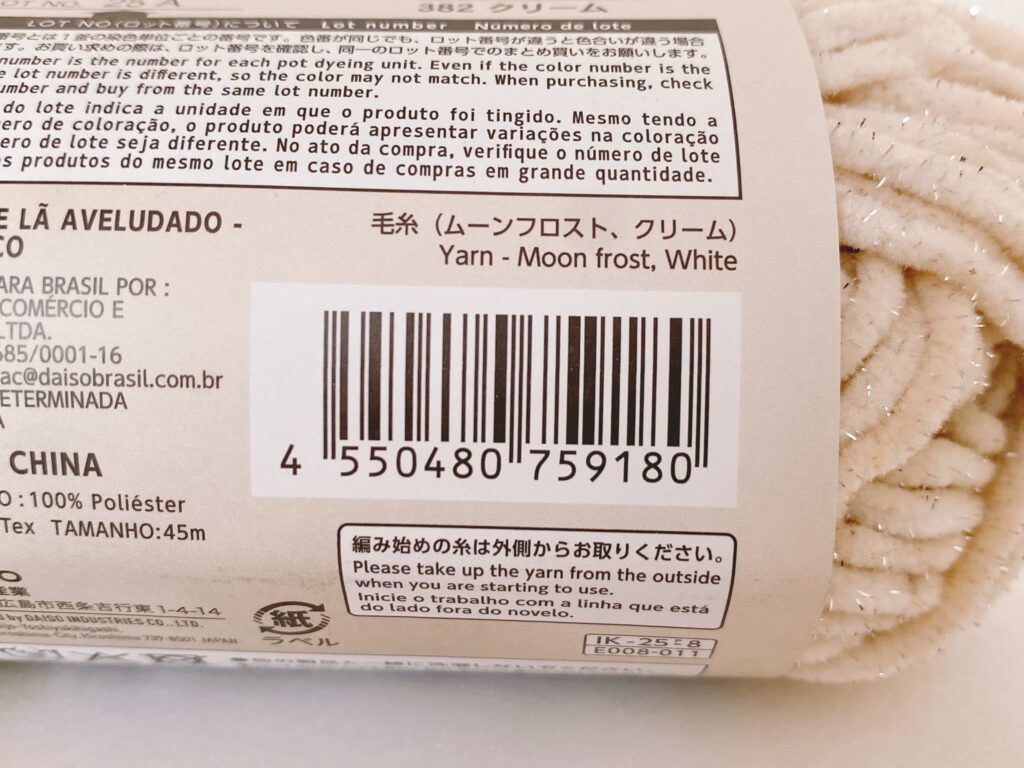 LOT NO. 25 A
382 クリーム
LOT NO(ロット番号)について Lot number Número de lote
番号とは1釜の染色単位ごとの番号です。色番が同じでも、ロット番号が違うと色合いが違う場合
す。お買い求めの際は、ロット番号を確認し、同一のロット番号でのまとめ買いをお願いします。
number is the number for each pot dyeing unit. Even if the color number is the
e lot number is different, so the color may not match. When purchasing, check
umber and buy from the same lot number.
do lote indica a unidade em que o produto foi tingido. Mesmo tendo a
ero de coloração, o produto poderá apresentar variações na coloração
ero de lote seja diferente. No ato da compra, verifique o número de lote
os produtos do mesmo lote em caso de compras em grande quantidade.
E LÃ AVELUDADO -
CO
ARA BRASIL POR :
COMÉRCIO E
LTDA.
685/0001-16
ac@daisobrasil.com.br
ETERMINADA
A
CHINA
O :100% Poliéster
Tex TAMANHO:45m
毛糸(ムーンフロスト、クリーム)
Yarn - Moon frost, White
4 550480 759180
編み始めの糸は外側からお取りください。
Please take up the yarn from the outside
when you are starting to use.
Inicie o trabalho com a linha que está
do lado fora do novelo.
O
産業
広島市西条吉行東1-4-14
d by DAISO INDUSTRIES CO., LTD.
Hiroshima 739-8501 JAPAN
紙
ラベル
IK-25 8
E008-011